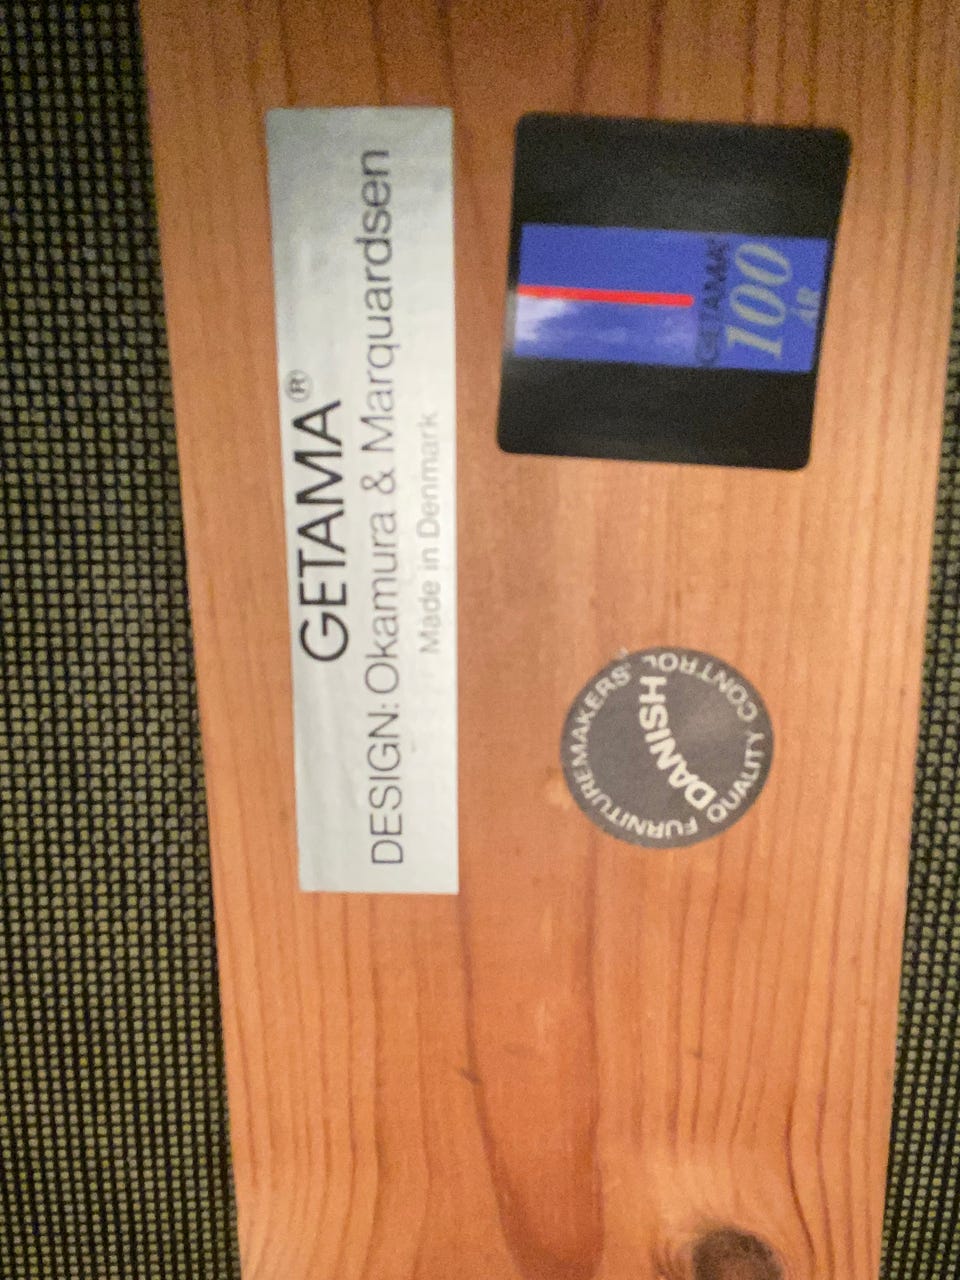 GETAMA®
DESIGN: Okamura & Marquardsen
Made in Denmark
GETAMA
100
ÅR
DANISH
FURNITUREMAKERS'
QUALITY CONTROL